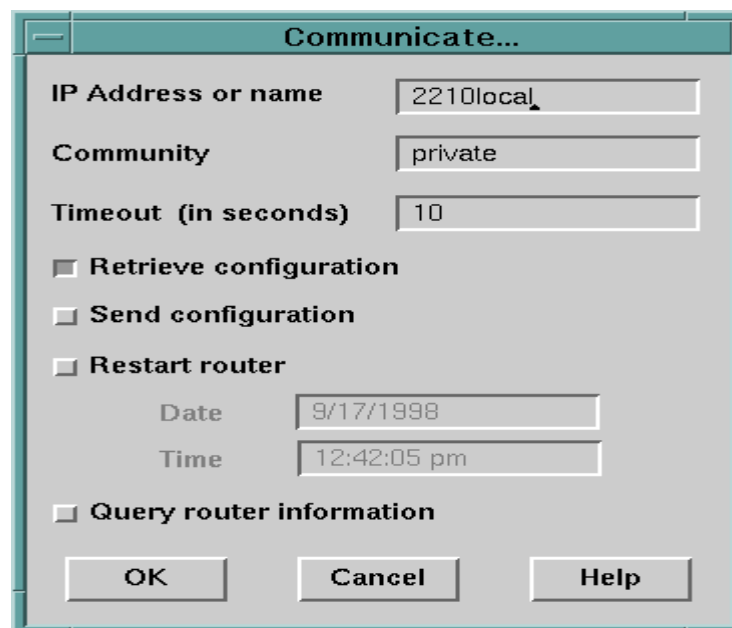 Communicate...
IP Address or name 2210local
Community private
Timeout (in seconds) 10
Retrieve configuration
Send configuration
Restart router
Date 9/17/1998
Time 12:42:05 pm
Query router information
OK Cancel Help